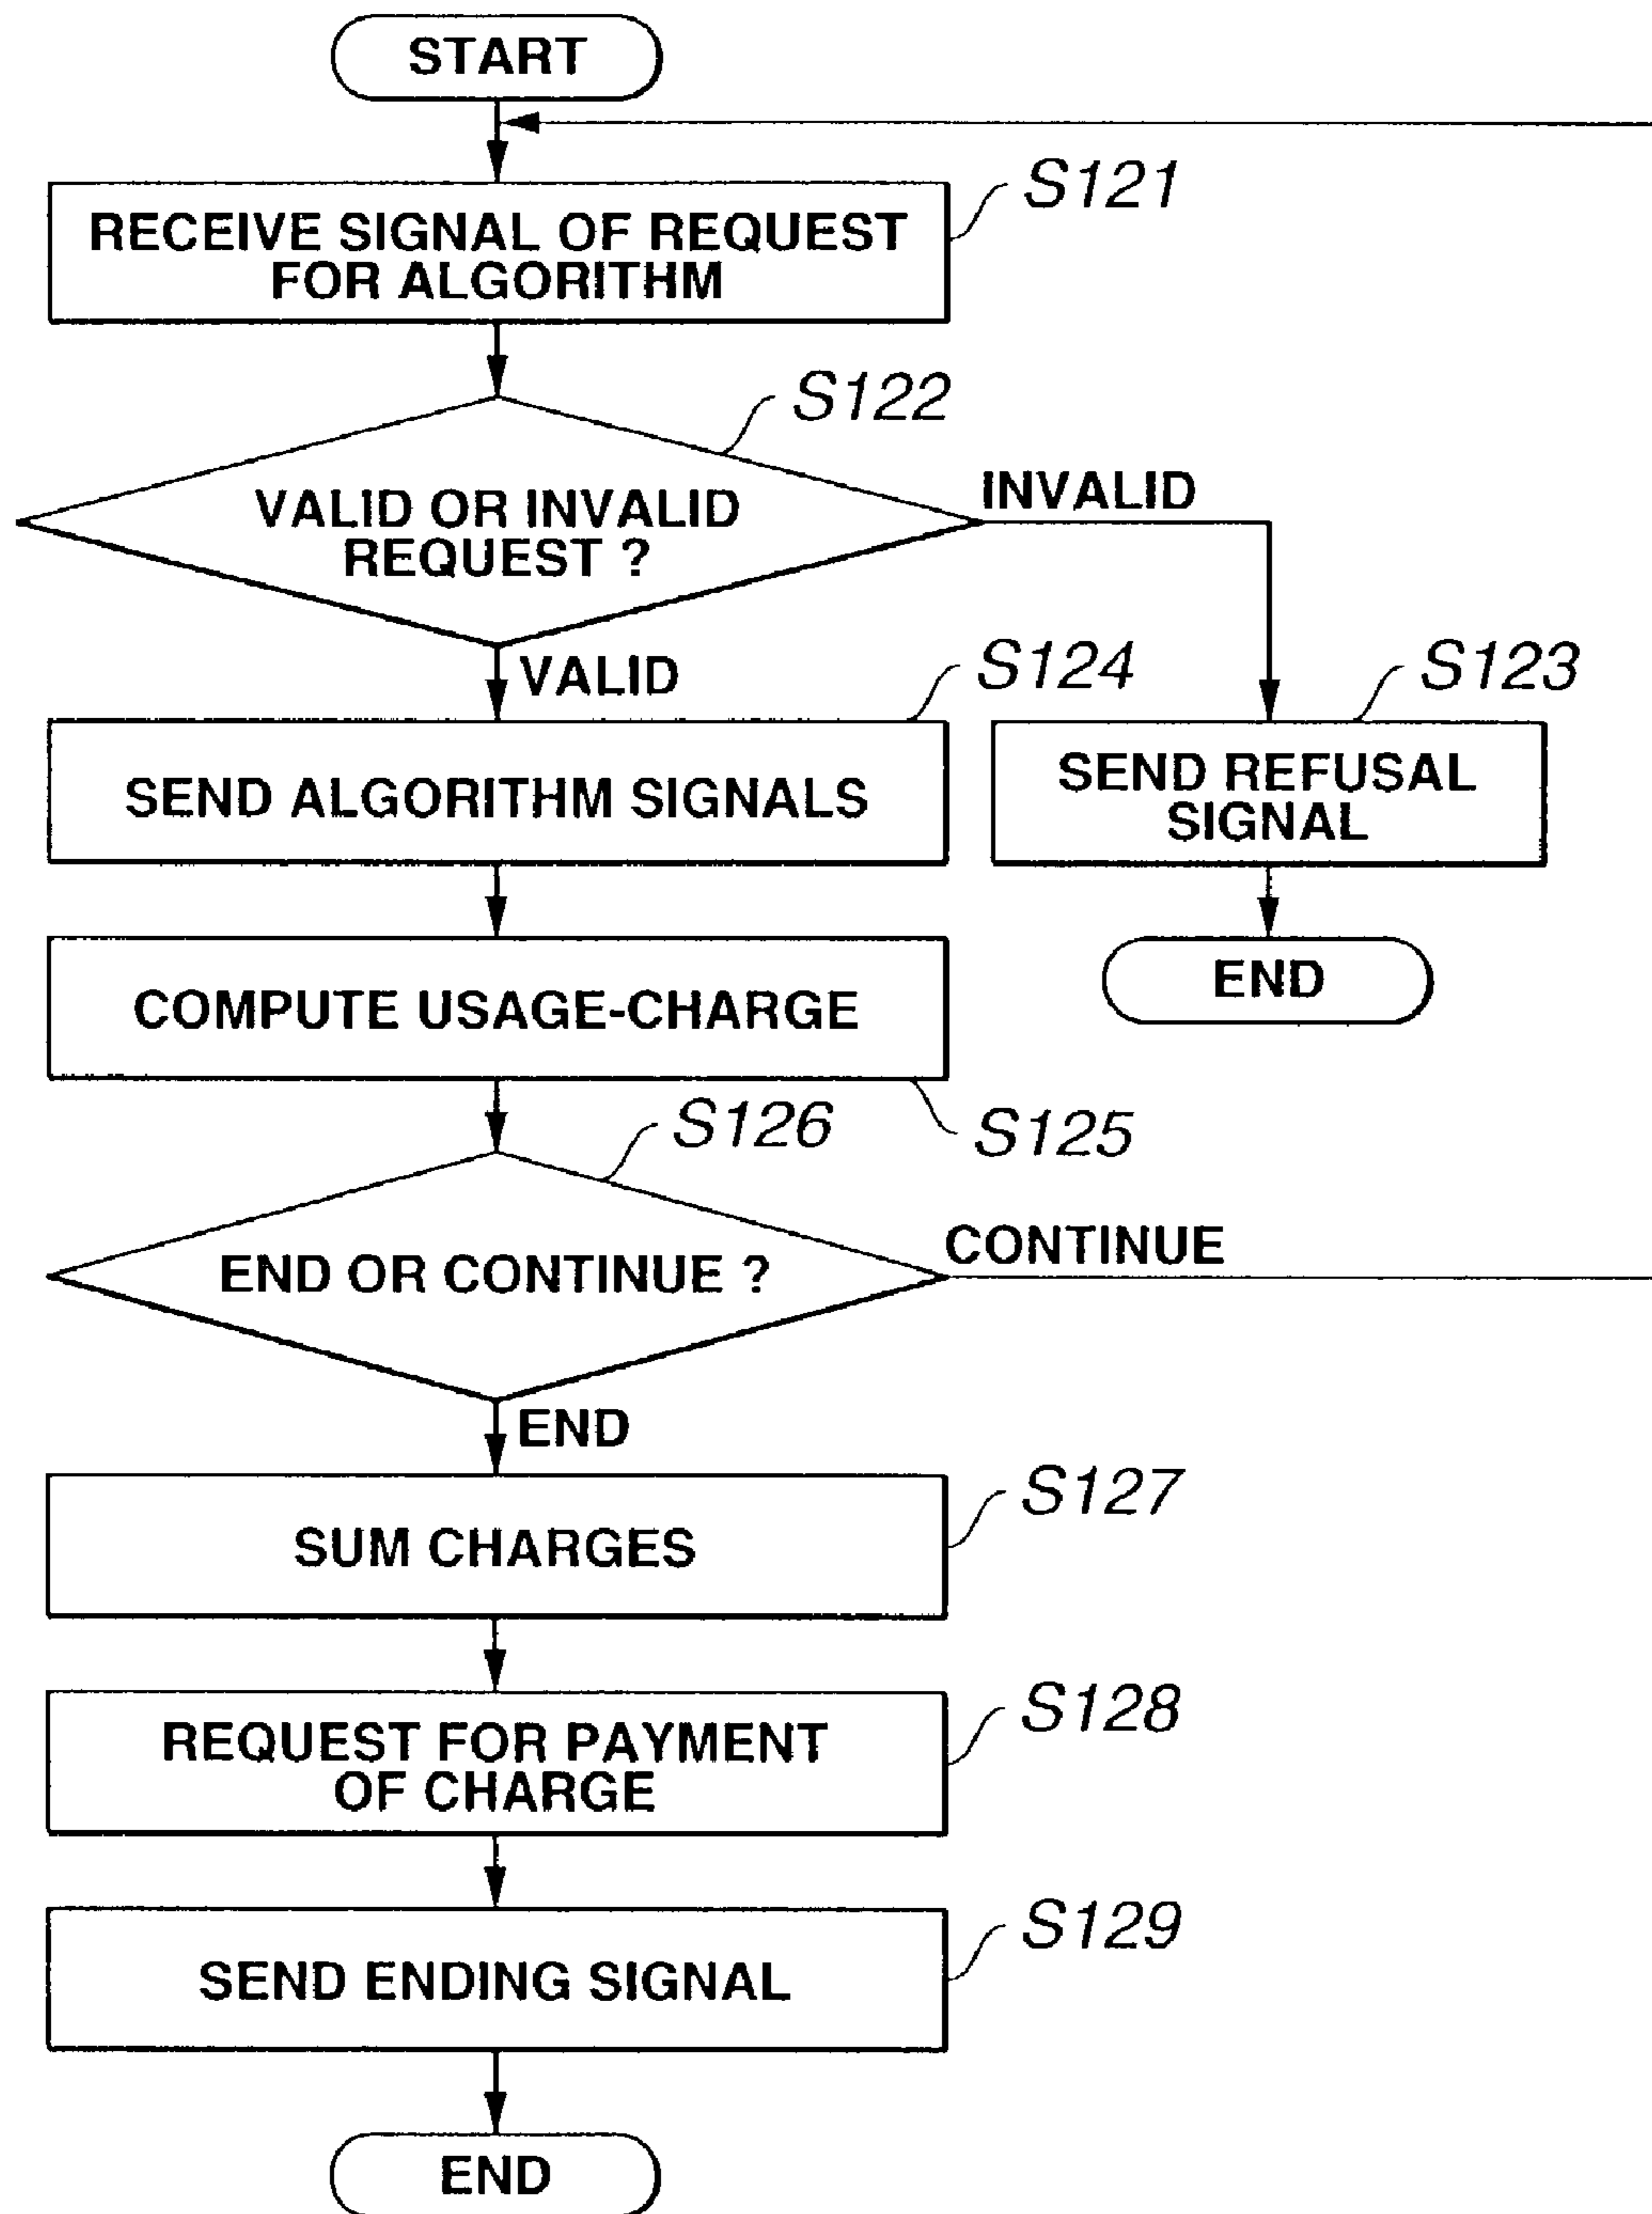 START
S121
RECEIVE SIGNAL OF REQUEST
FOR ALGORITHM
S122
VALID OR INVALID
REQUEST ?
INVALID
VALID
S124
S123
SEND ALGORITHM SIGNALS
SEND REFUSAL
SIGNAL
COMPUTE USAGE-CHARGE
END
S125
S126
END OR CONTINUE ?
CONTINUE
END
S127
SUM CHARGES
S128
REQUEST FOR PAYMENT
OF CHARGE
S129
SEND ENDING SIGNAL
END